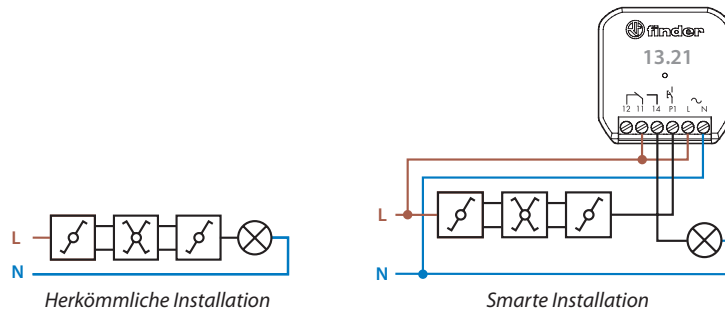 finder
13.21
12 11 14 P1 L N
L
N
Herkömmliche Installation
L
N
Smarte Installation